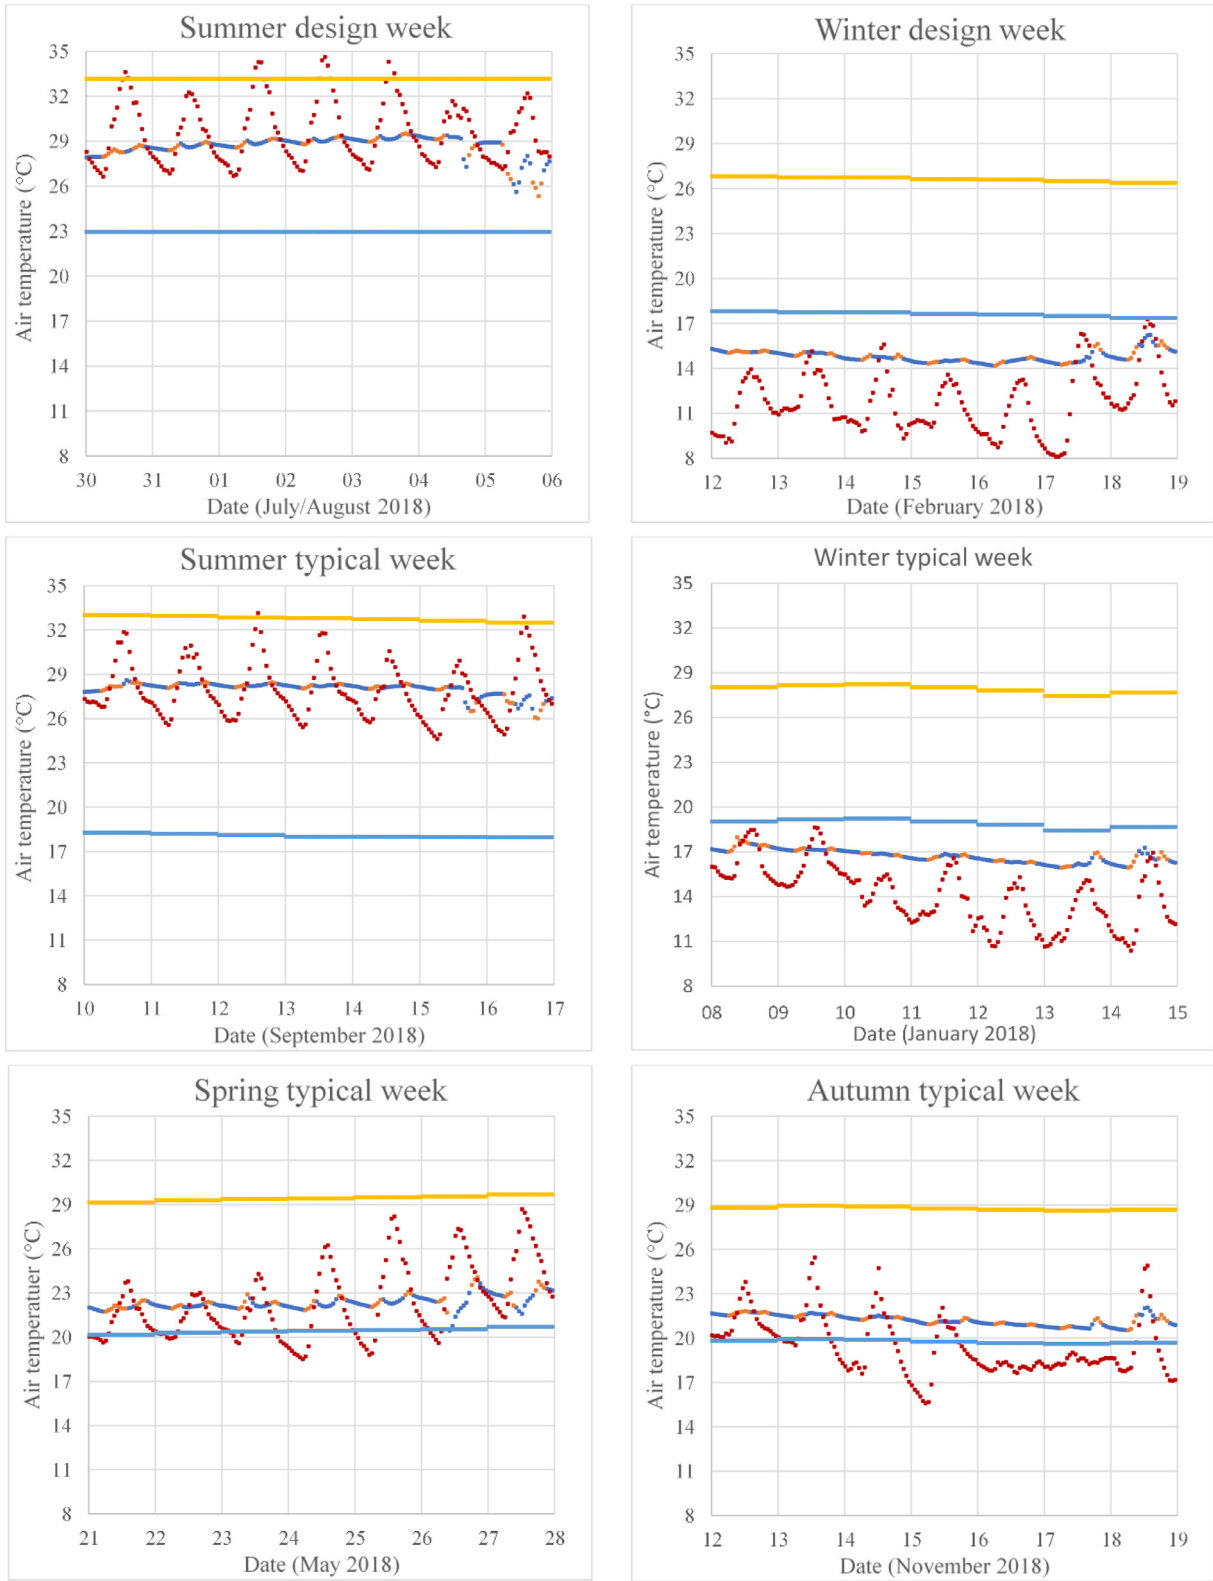 Summer design week
35
32
29
26
23
20
17
14
11
8
Air temperature (°C)
30 31 01 02 03 04 05 06
Date (July/August 2018)
Winter design week
35
32
29
26
23
20
17
14
11
8
Air temperature (°C)
12 13 14 15 16 17 18 19
Date (February 2018)
Summer typical week
35
32
29
26
23
20
17
14
11
8
Air temperature (°C)
10 11 12 13 14 15 16 17
Date (September 2018)
Winter typical week
35
32
29
26
23
20
17
14
11
8
Air temperature (°C)
08 09 10 11 12 13 14 15
Date (January 2018)
Spring typical week
35
32
29
26
23
20
17
14
11
8
Air temperatuer (°C)
21 22 23 24 25 26 27 28
Date (May 2018)
Autumn typical week
35
32
29
26
23
20
17
14
11
8
Air temperature (°C)
12 13 14 15 16 17 18 19
Date (November 2018)